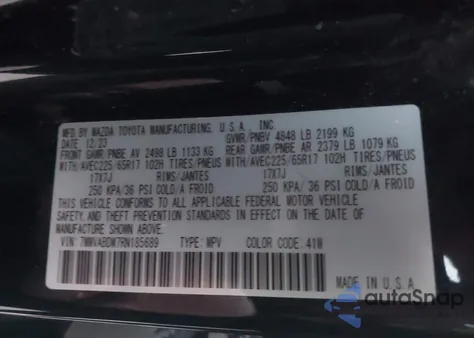 MFD. BY MAZDA TOYOTA MANUFACTURING, U.S.A., INC.
DATE 12/23 GVWR/PNBV 4848 LB 2199 KG
FRONT GAWR/PNBE AV 2498 LB 1133 KG REAR GAWR/PNBE AR 2379 LB 1079 KG
WITH/AVEC225/65R17 102H TIRES/PNEUS WITH/AVEC225/65R17 102H TIRES/PNEUS
17X7J RIMS/JANTES 17X7J RIMS/JANTES
250 KPA/36 PSI COLD/A FROID 250 KPA/36 PSI COLD/A FROID
THIS VEHICLE CONFORMS TO ALL APPLICABLE FEDERAL MOTOR VEHICLE
SAFETY, AND THEFT PREVENTION STANDARDS IN EFFECT ON THE DATE OF
MANUFACTURE SHOWN ABOVE.
VIN: 7MMVABDM7RN185689 TYPE: MPV COLOR CODE: 41W
autoSnap